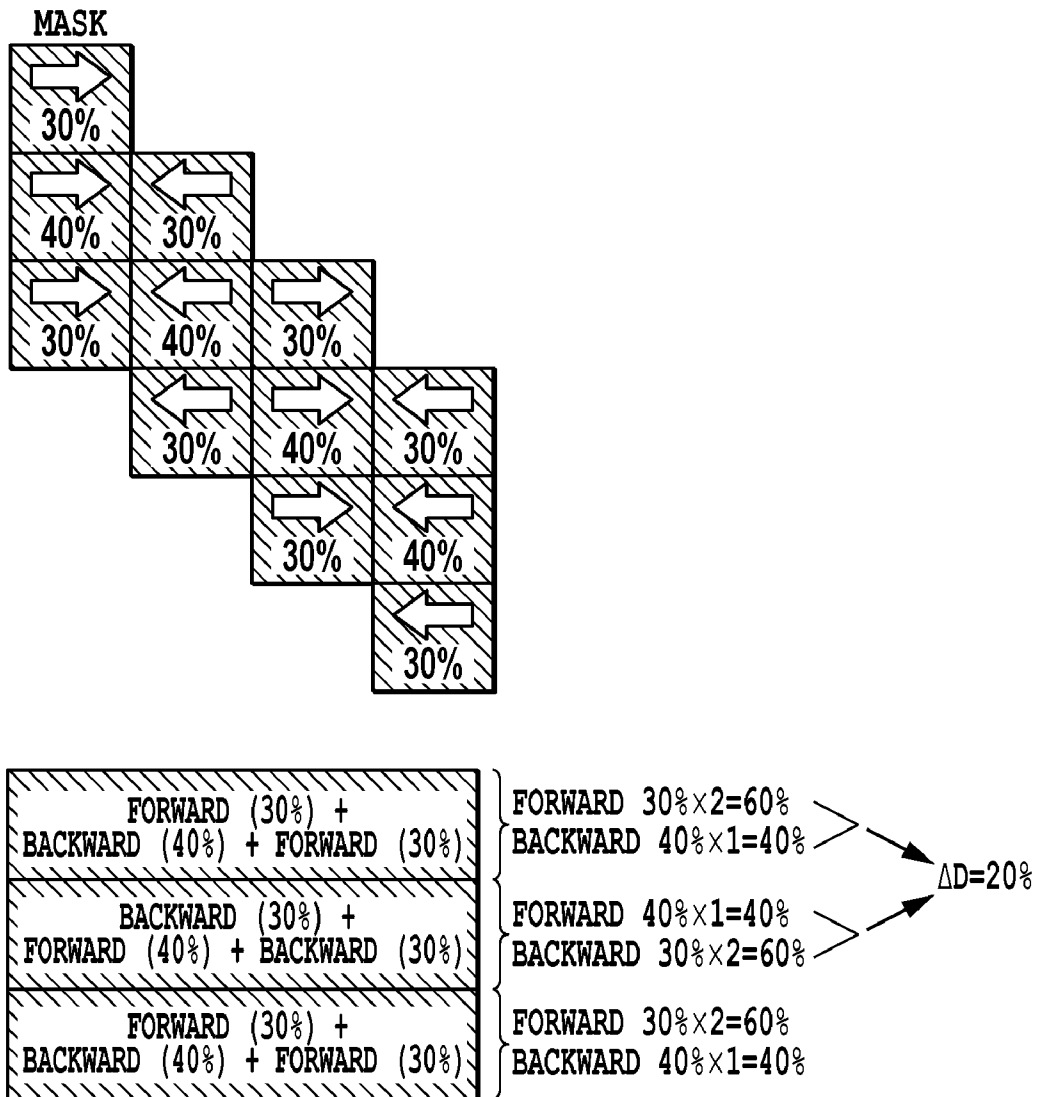 MASK
30%
40% 30%
30% 40% 30%
30% 40% 30%
30% 40%
30%
FORWARD (30%) +
BACKWARD (40%) + FORWARD (30%)
FORWARD 30%×2=60%
BACKWARD 40%×1=40%
BACKWARD (30%) +
FORWARD (40%) + BACKWARD (30%)
FORWARD 40%×1=40%
BACKWARD 30%×2=60%
ΔD=20%
FORWARD (30%) +
BACKWARD (40%) + FORWARD (30%)
FORWARD 30%×2=60%
BACKWARD 40%×1=40%